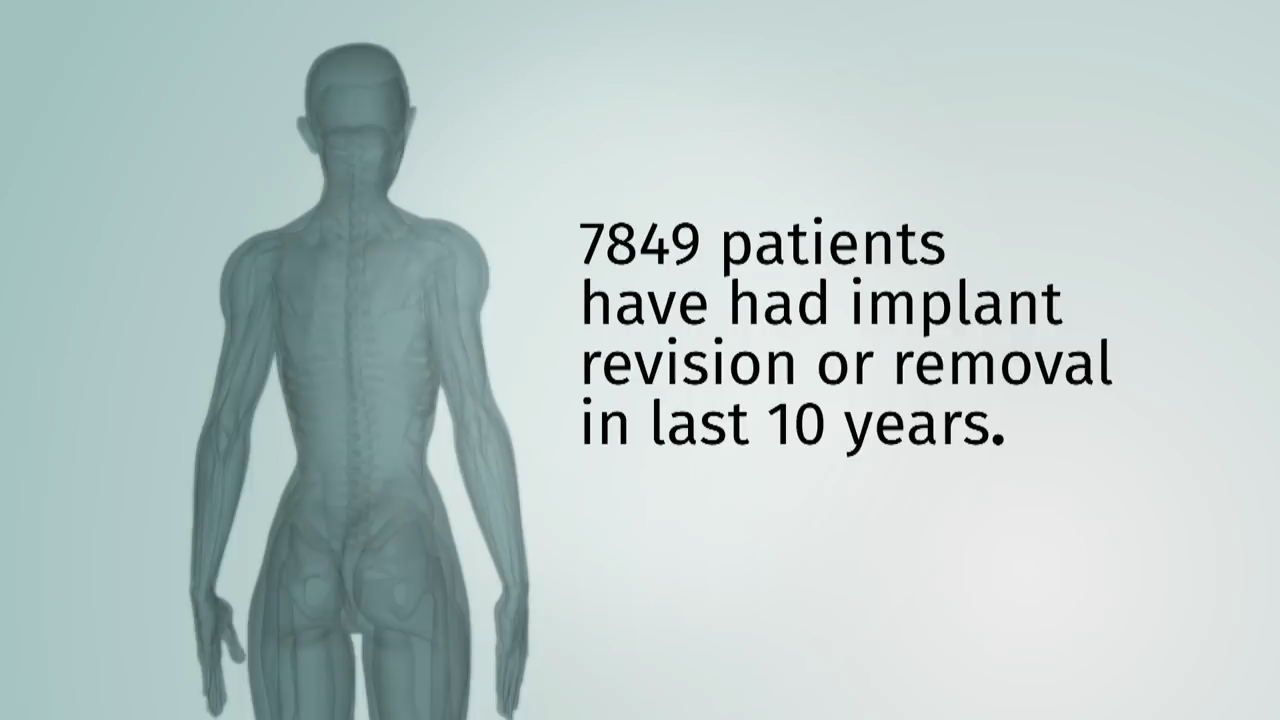 7849 patients
have had implant
revision or removal
in last 10 years.